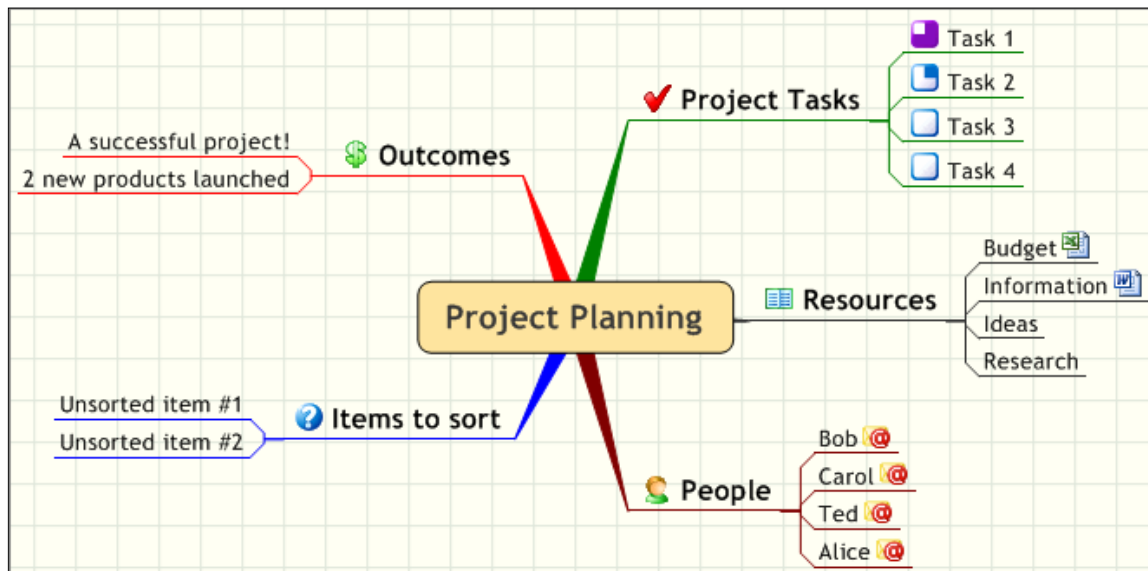 Project Planning
Project Tasks
Task 1
Task 2
Task 3
Task 4
Resources
Budget
Information
Ideas
Research
People
Bob
Carol
Ted
Alice
Items to sort
Unsorted item #1
Unsorted item #2
Outcomes
A successful project!
2 new products launched